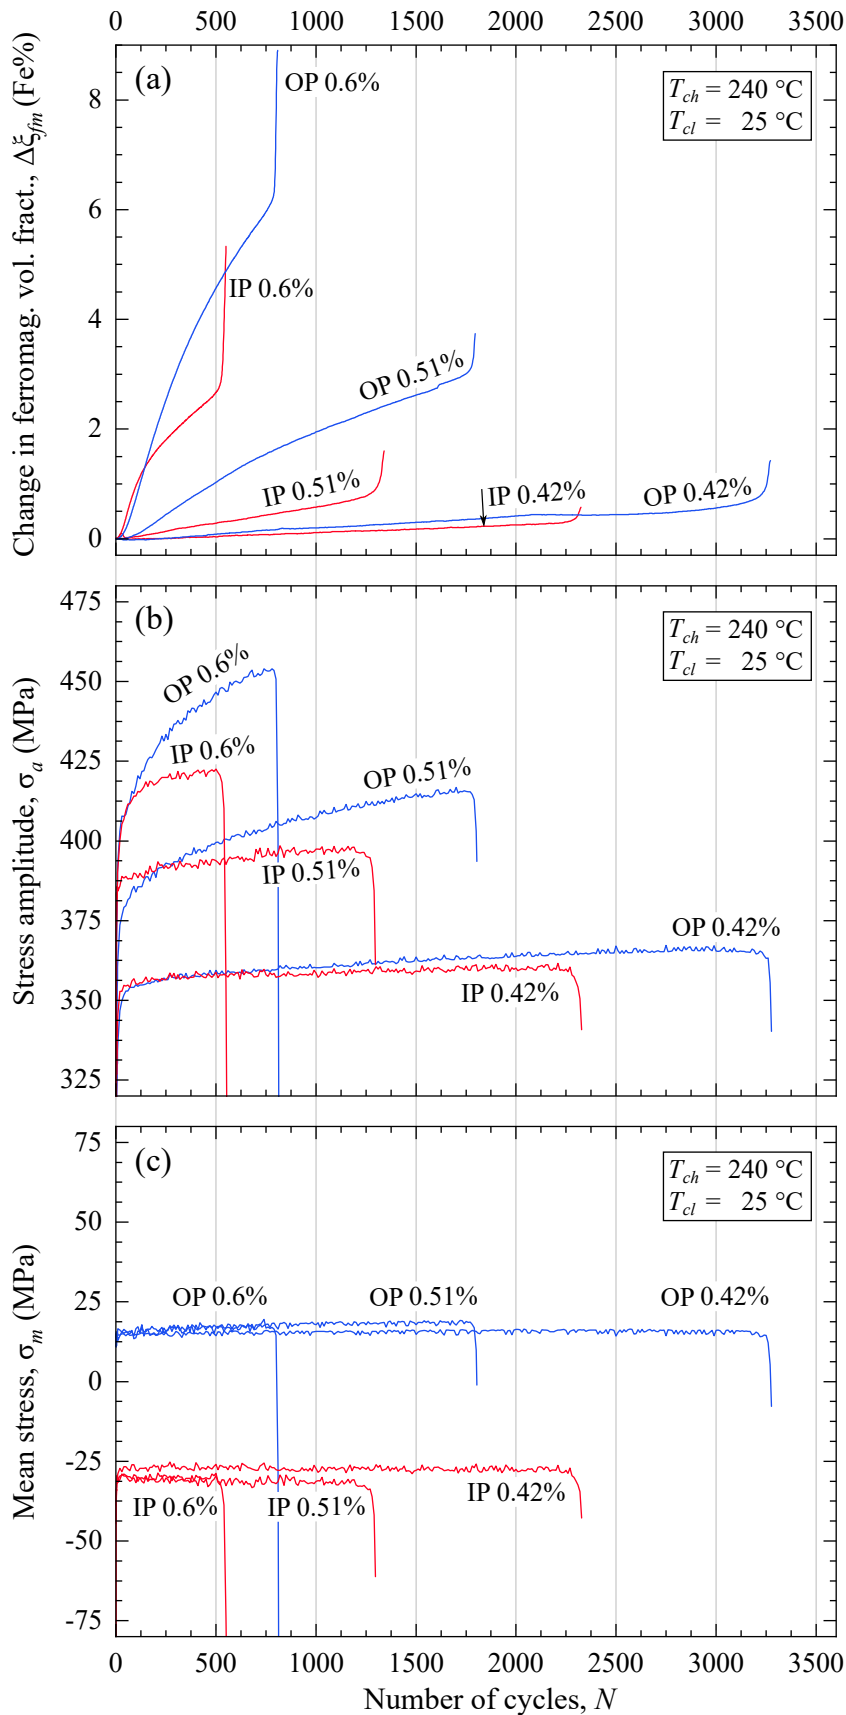 0 500 1000 1500 2000 2500 3000 3500
(a)
OP 0.6%
T_ch = 240 °C
T_cl = 25 °C
8
6
4
2
0
Change in ferromag. vol. fract., Δξ_fm (Fe%)
IP 0.6%
OP 0.51%
IP 0.51%
IP 0.42%
OP 0.42%
475
450
425
400
375
350
325
Stress amplitude, σ_a (MPa)
(b)
T_ch = 240 °C
T_cl = 25 °C
OP 0.6%
IP 0.6%
OP 0.51%
IP 0.51%
OP 0.42%
IP 0.42%
75
50
25
0
-25
-50
-75
Mean stress, σ_m (MPa)
(c)
T_ch = 240 °C
T_cl = 25 °C
OP 0.6%
OP 0.51%
OP 0.42%
IP 0.6%
IP 0.51%
IP 0.42%
0 500 1000 1500 2000 2500 3000 3500
Number of cycles, N